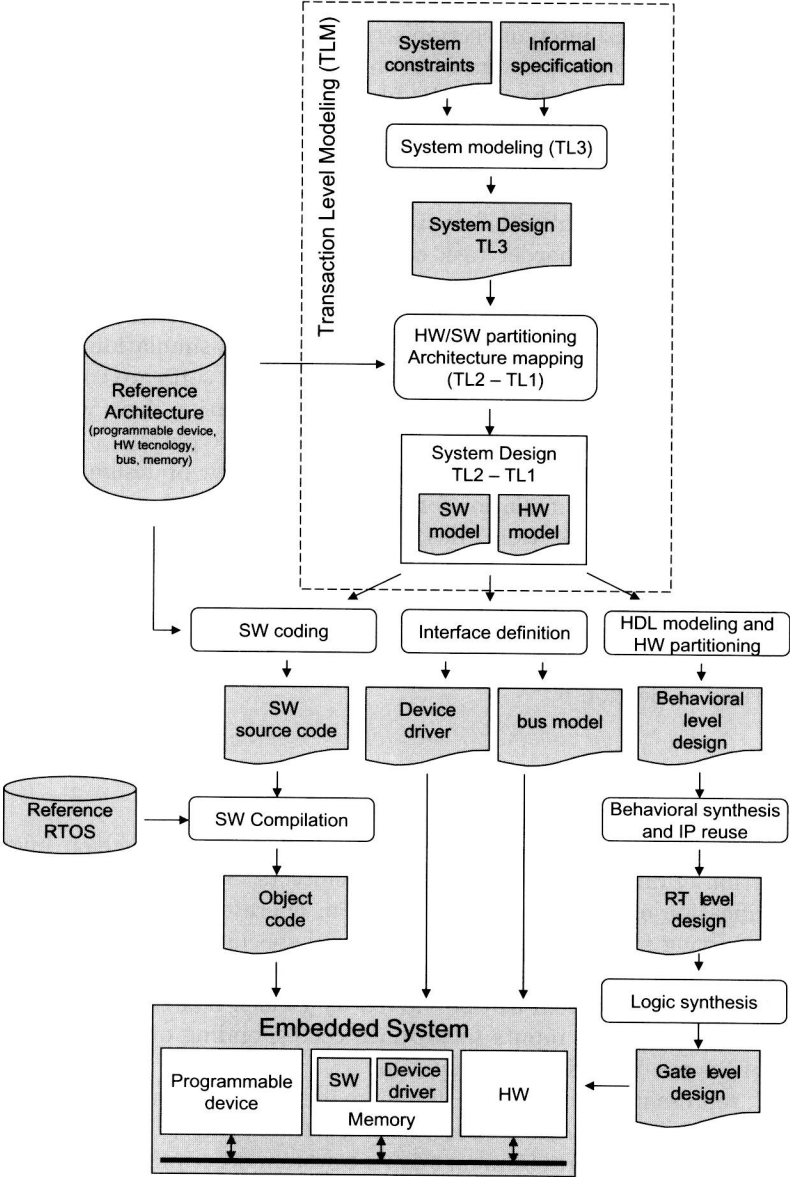 Transaction Level Modeling (TLM)
System
constraints
Informal
specification
System modeling (TL3)
System Design
TL3
HW/SW partitioning
Architecture mapping
(TL2 – TL1)
Reference
Architecture
(programmable device,
HW tecnology,
bus, memory)
System Design
TL2 – TL1
SW
model
HW
model
SW coding
Interface definition
HDL modeling and
HW partitioning
SW
source code
Device
driver
bus model
Behavioral
level
design
Reference
RTOS
SW Compilation
Behavioral synthesis
and IP reuse
Object
code
R-T level
design
Logic synthesis
Embedded System
Programmable
device
SW
Device
driver
Memory
HW
Gate level
design